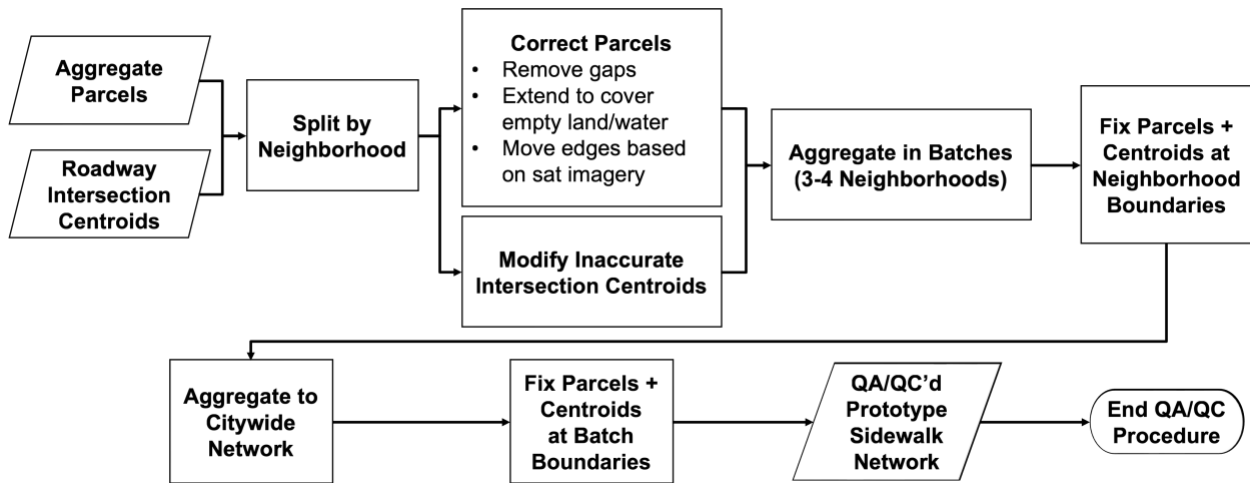 Aggregate
Parcels
Roadway
Intersection
Centroids
Split by
Neighborhood
Correct Parcels
• Remove gaps
• Extend to cover
empty land/water
• Move edges based
on sat imagery
Modify Inaccurate
Intersection Centroids
Aggregate in Batches
(3-4 Neighborhoods)
Fix Parcels +
Centroids at
Neighborhood
Boundaries
Aggregate to
Citywide
Network
Fix Parcels +
Centroids
at Batch
Boundaries
QA/QC’d
Prototype
Sidewalk
Network
End QA/QC
Procedure